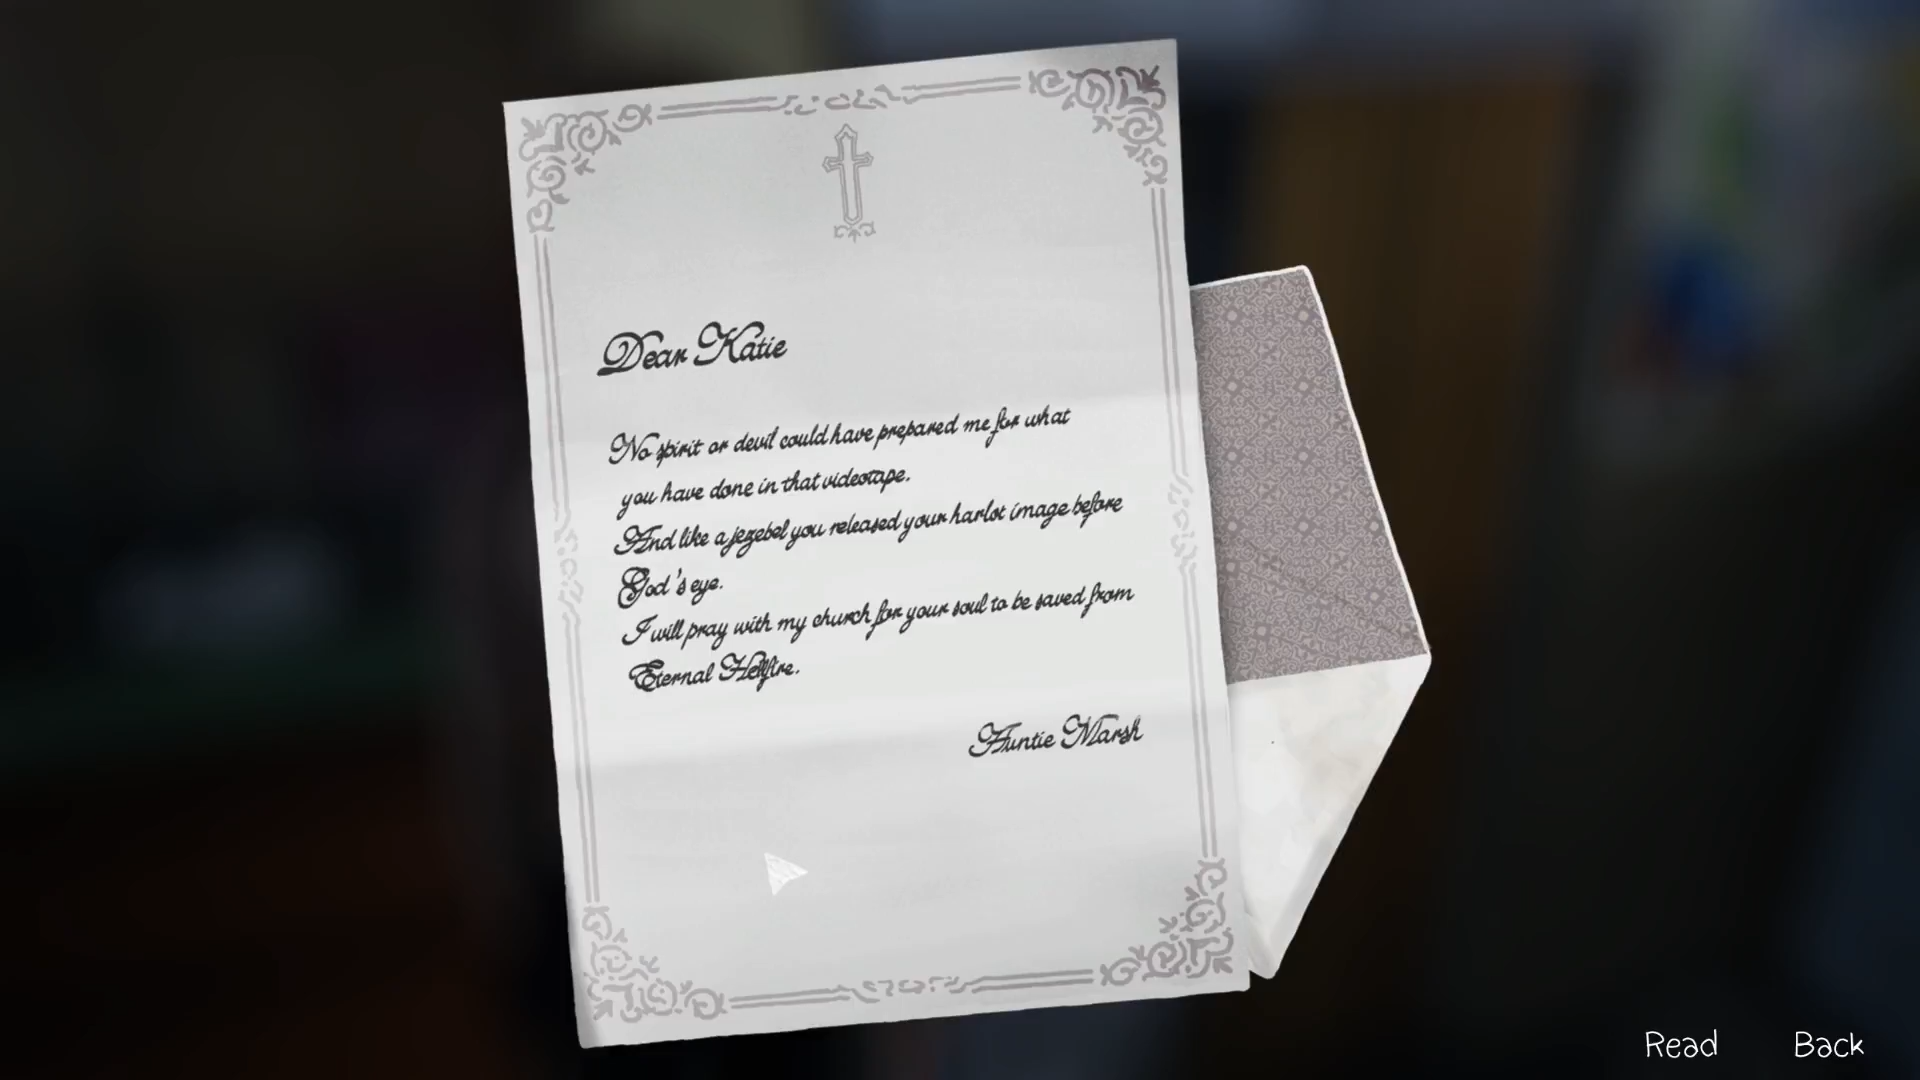 Dear Katie
No spirit or devil could have prepared me for what
you have done in that videotape.
And like a jezebel you released your harlot image before
God's eye.
I will pray with my church for your soul to be saved from
Eternal Hellfire.
Auntie Marsh
Read
Back